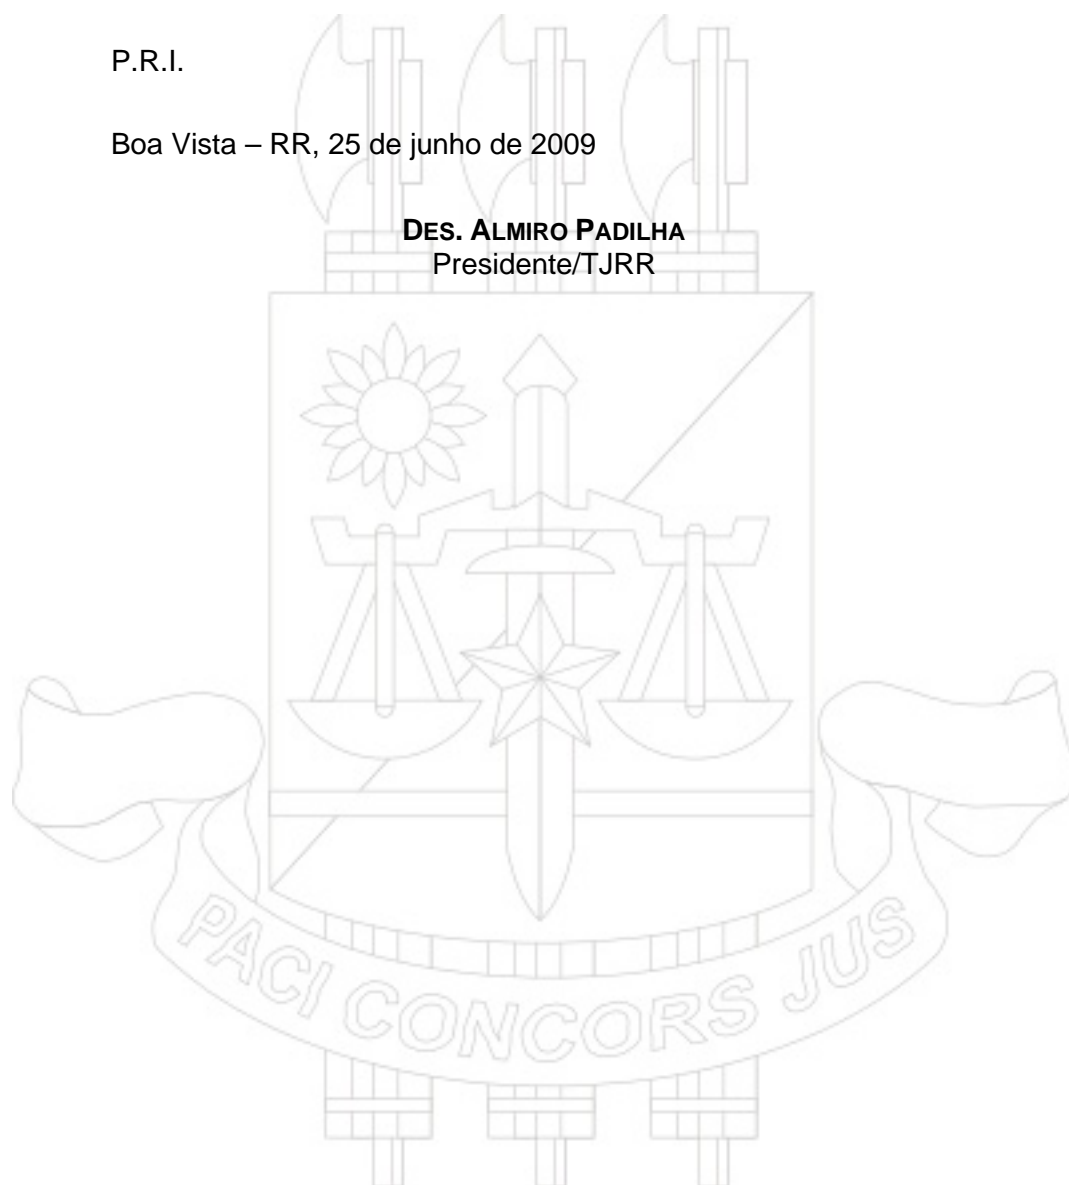 P.R.I.
Boa Vista – RR, 25 de junho de 2009
DES. ALMIRO PADILHA
Presidente/TJRR
PACI CONCORS JUS